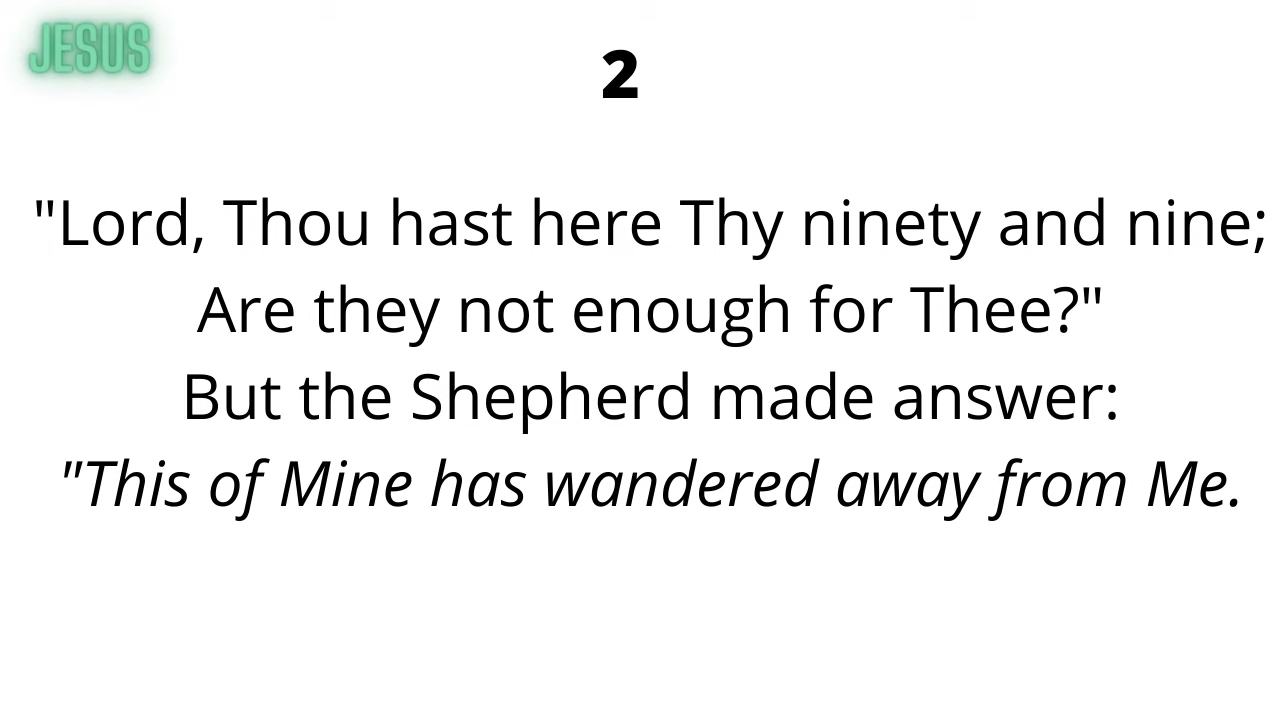 JESUS
2
"Lord, Thou hast here Thy ninety and nine;
Are they not enough for Thee?"
But the Shepherd made answer:
"This of Mine has wandered away from Me.